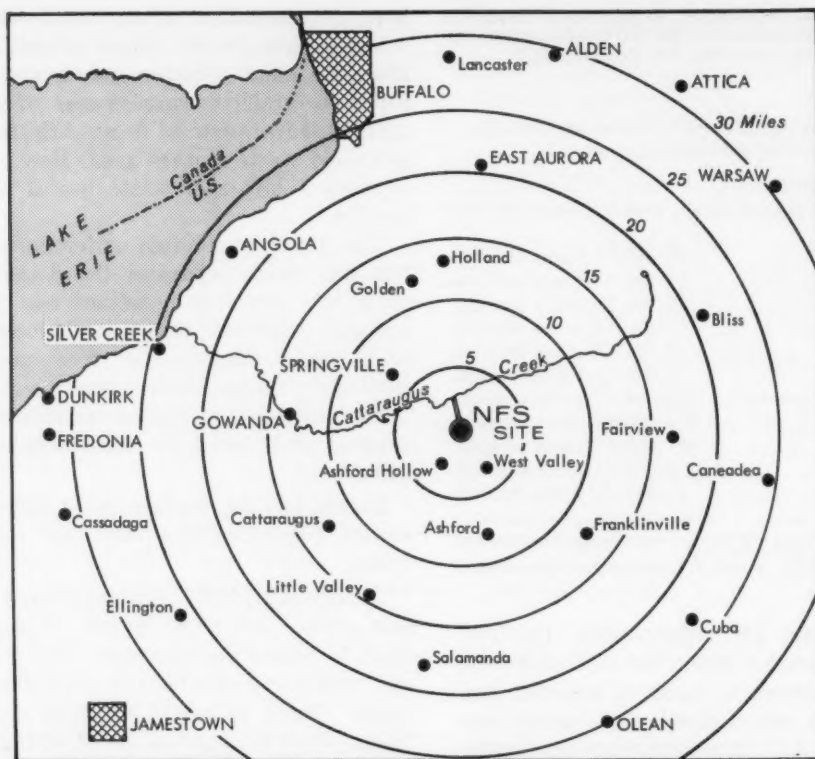 Lancaster
ALDEN
ATTICA
BUFFALO
30 Miles
EAST AURORA
25
WARSAW
Canada
U.S.
LAKE
ERIE
ANGOLA
20
Holland
Golden
15
Bliss
SILVER CREEK
10
SPRINGVILLE
5
Cattaraugus Creek
DUNKIRK
GOWANDA
NFS
SITE
FREDONIA
Fairview
Ashford Hollow
West Valley
Caneadea
Cassadaga
Cattaraugus
Ashford
Franklinville
Little Valley
Ellington
Cuba
Salamanda
JAMESTOWN
OLEAN